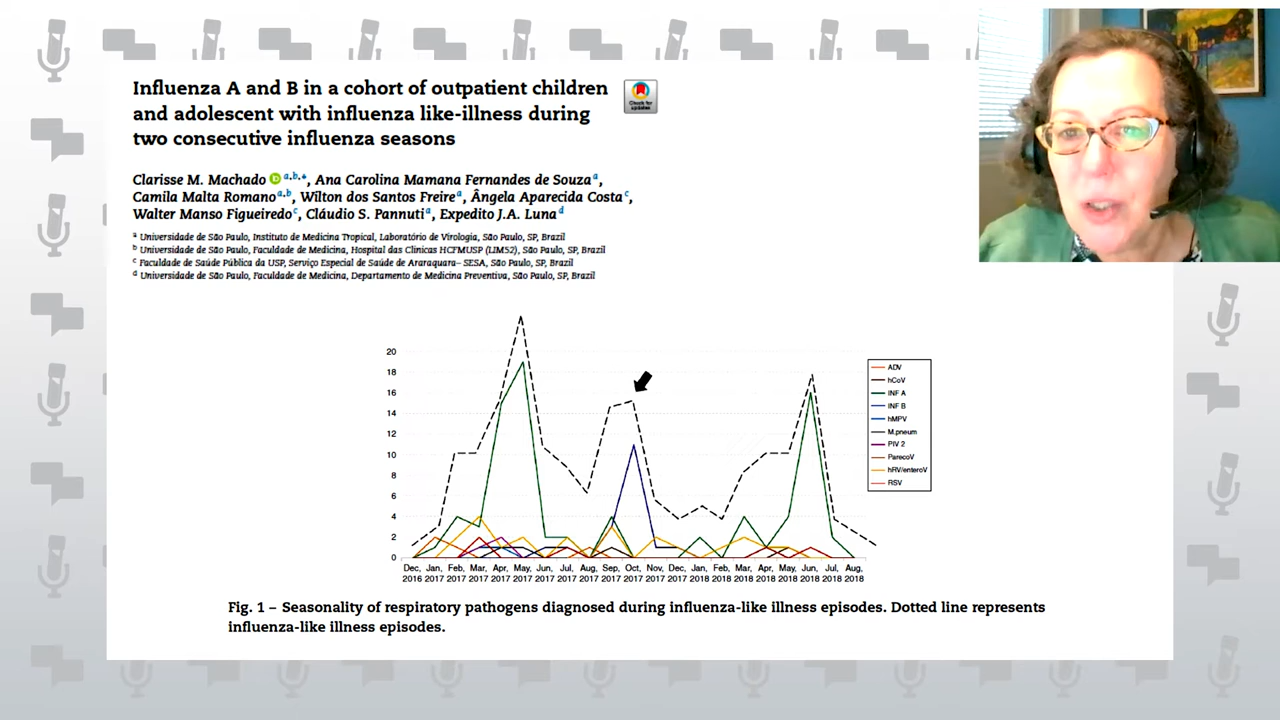 Influenza A and B in a cohort of outpatient children
and adolescent with influenza like-illness during
two consecutive influenza seasons
Check for
updates
Clarisse M. Machado a,b,*, Ana Carolina Mamana Fernandes de Souza a,
Camila Malta Romano a,b, Wilton dos Santos Freire a, Ângela Aparecida Costa c,
Walter Manso Figueiredo c, Cláudio S. Pannuti a, Expedito J.A. Luna d
a Universidade de São Paulo, Instituto de Medicina Tropical, Laboratório de Virologia, São Paulo, SP, Brazil
b Universidade de São Paulo, Faculdade de Medicina, Hospital das Clinicas HCFMUSP (LIM52), São Paulo, SP, Brazil
c Faculdade de Saúde Pública da USP, Serviço Especial de Saúde de Araraquara– SESA, São Paulo, SP, Brazil
d Universidade de São Paulo, Faculdade de Medicina, Departamento de Medicina Preventiva, São Paulo, SP, Brazil
20
18
16
14
12
10
8
6
4
2
0
Dec, Jan, Feb, Mar, Apr, May, Jun, Jul, Aug, Sep, Oct, Nov, Dec, Jan, Feb, Mar, Apr, May, Jun, Jul, Aug,
2016 2017 2017 2017 2017 2017 2017 2017 2017 2017 2017 2017 2017 2018 2018 2018 2018 2018 2018 2018 2018
ADV
hCoV
INF A
INF B
hMPV
M.pneum
PIV 2
ParecoV
hRV/enteroV
RSV
Fig. 1 – Seasonality of respiratory pathogens diagnosed during influenza-like illness episodes. Dotted line represents
influenza-like illness episodes.